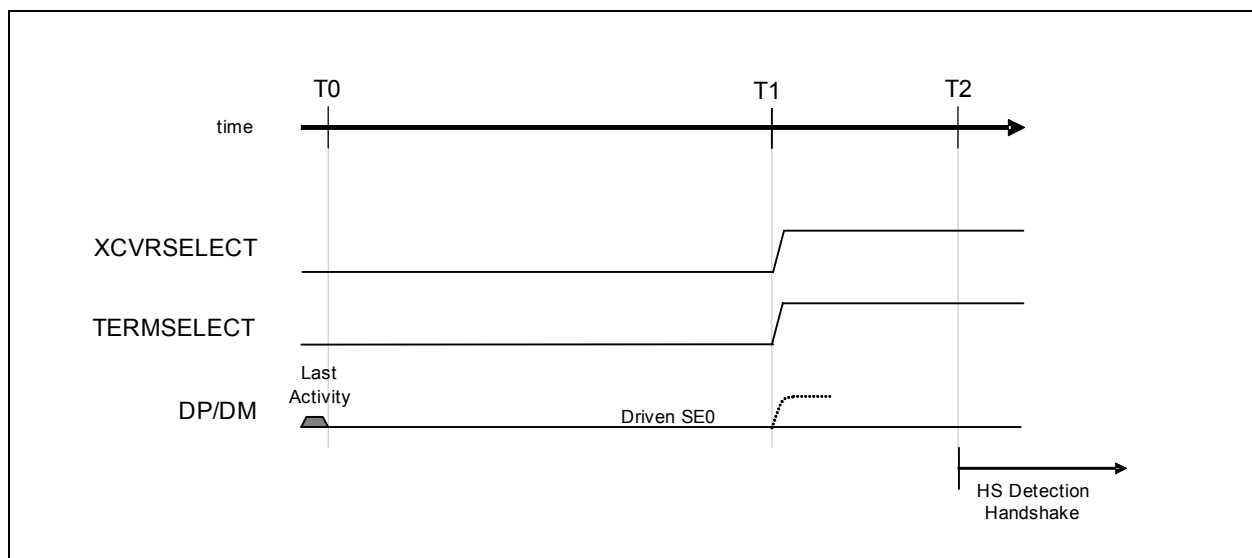 T0
T1
T2
time
XCVRSELECT
TERMSELECT
Last
Activity
DP/DM
Driven SE0
HS Detection
Handshake